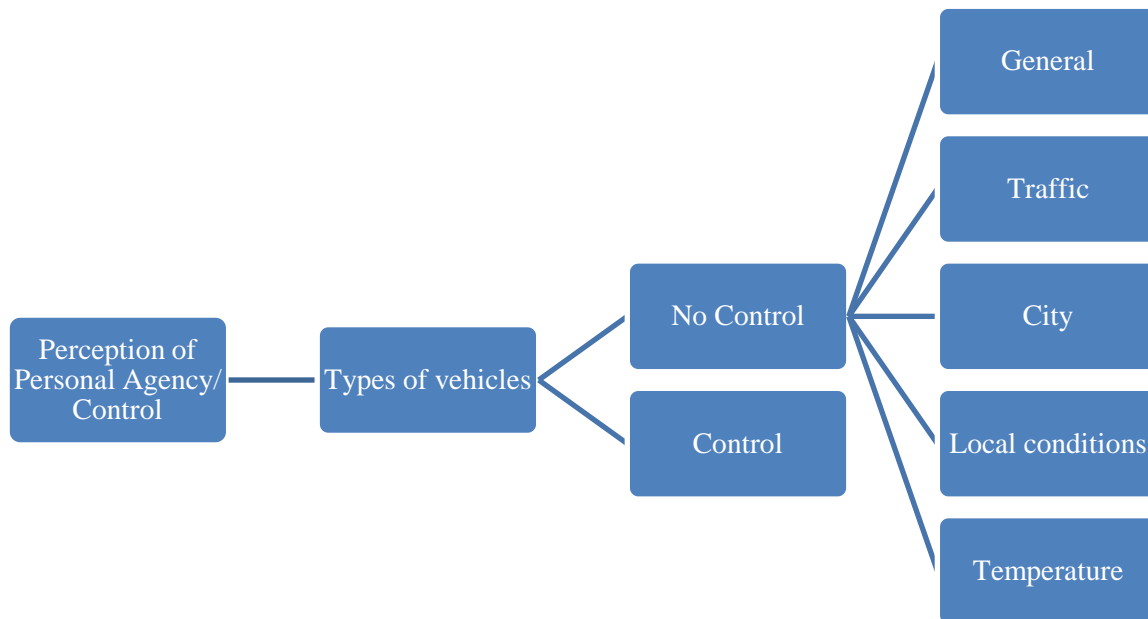 Perception of
Personal Agency/
Control
Types of vehicles
No Control
Control
General
Traffic
City
Local conditions
Temperature